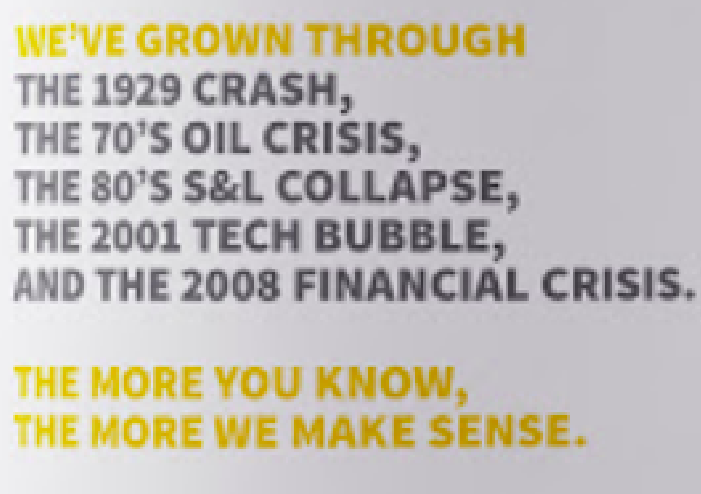 WE'VE GROWN THROUGH
THE 1929 CRASH,
THE 70'S OIL CRISIS,
THE 80'S S&L COLLAPSE,
THE 2001 TECH BUBBLE,
AND THE 2008 FINANCIAL CRISIS.
THE MORE YOU KNOW,
THE MORE WE MAKE SENSE.